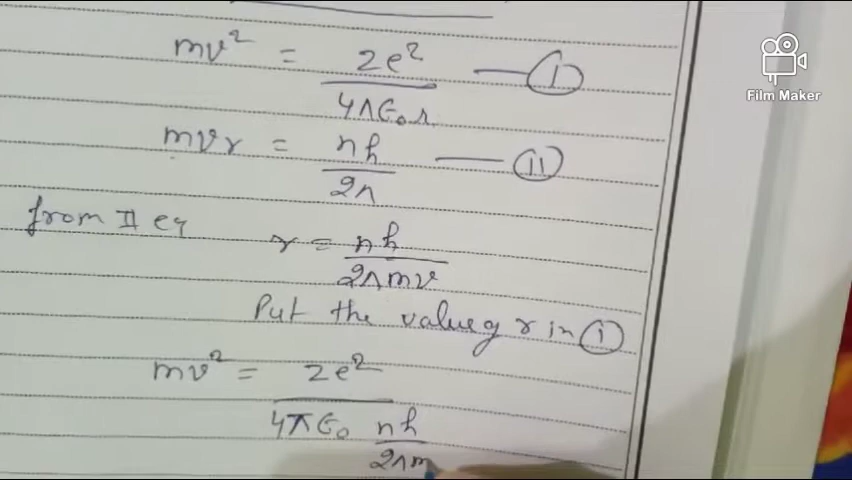 mv² = Ze² / 4πε₀r — (I)
Film Maker
mvr = nh / 2π — (II)
from II eq
r = nh / 2πmv
Put the value of r in (I)
mv² = Ze² / 4πε₀ nh / 2πm